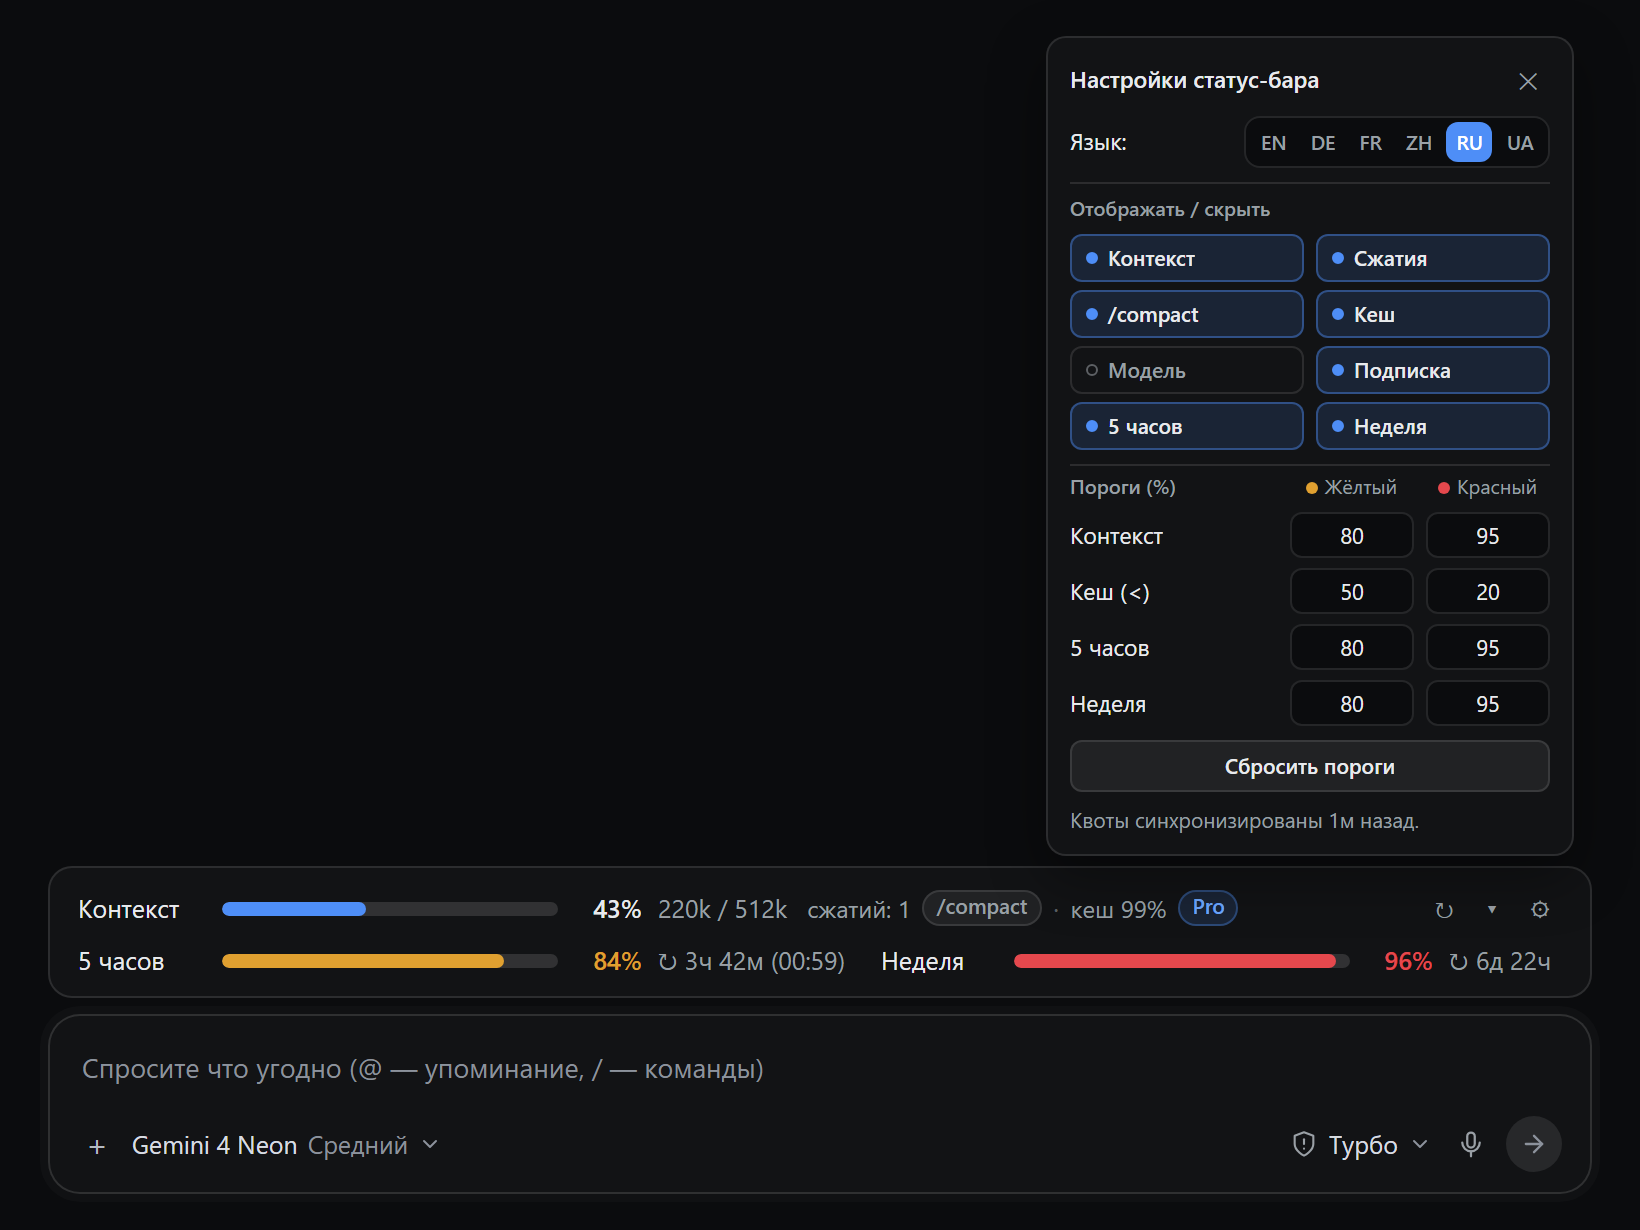 Настройки статус-бара
Язык: EN DE FR ZH RU UA
Отображать / скрыть
Контекст Сжатия
/compact Кеш
Модель Подписка
5 часов Неделя
Пороги (%) Жёлтый Красный
Контекст 80 95
Кеш (<) 50 20
5 часов 80 95
Неделя 80 95
Сбросить пороги
Квоты синхронизированы 1м назад.
Контекст 43% 220k / 512k сжатий: 1 /compact · кеш 99% Pro
5 часов 84% ↻ 3ч 42м (00:59) Неделя 96% ↻ 6д 22ч
Спросите что угодно (@ — упоминание, / — команды)
+ Gemini 4 Neon Средний Турбо